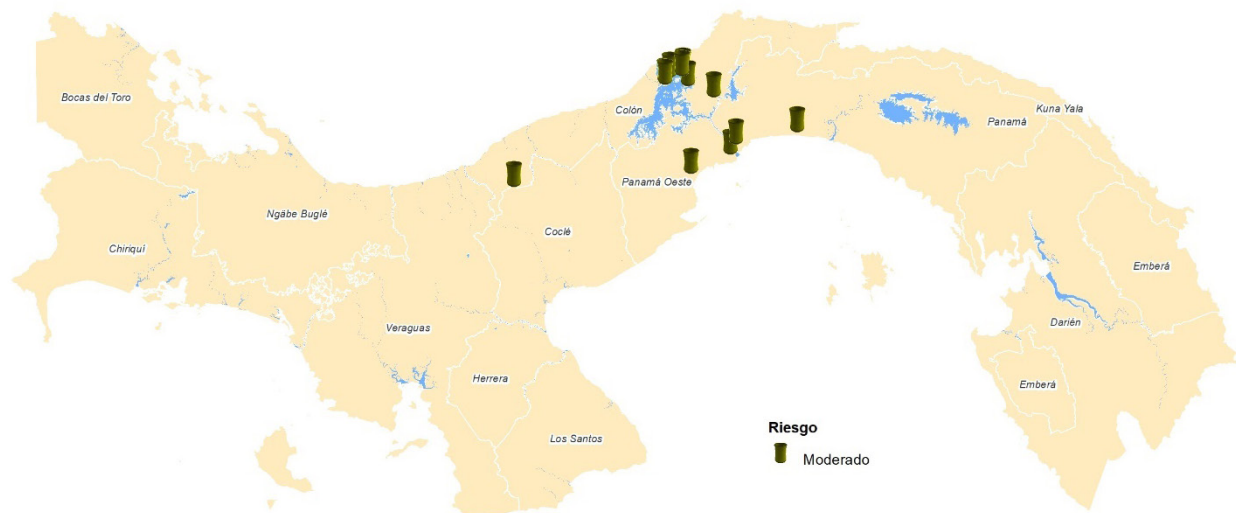 Bocas del Toro
Colón
Kuna Yala
Panamá
Panamá Oeste
Ngäbe Buglé
Coclé
Chiriquí
Emberá
Veraguas
Darién
Herrera
Emberá
Los Santos
Riesgo
Moderado